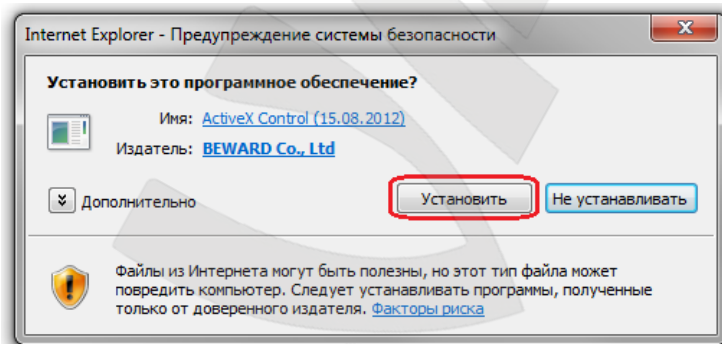 Internet Explorer - Предупреждение системы безопасности
Установить это программное обеспечение?
Имя: ActiveX Control (15.08.2012)
Издатель: BEWARD Co., Ltd
Дополнительно Установить Не устанавливать
Файлы из Интернета могут быть полезны, но этот тип файла может
повредить компьютер. Следует устанавливать программы, полученные
только от доверенного издателя. Факторы риска